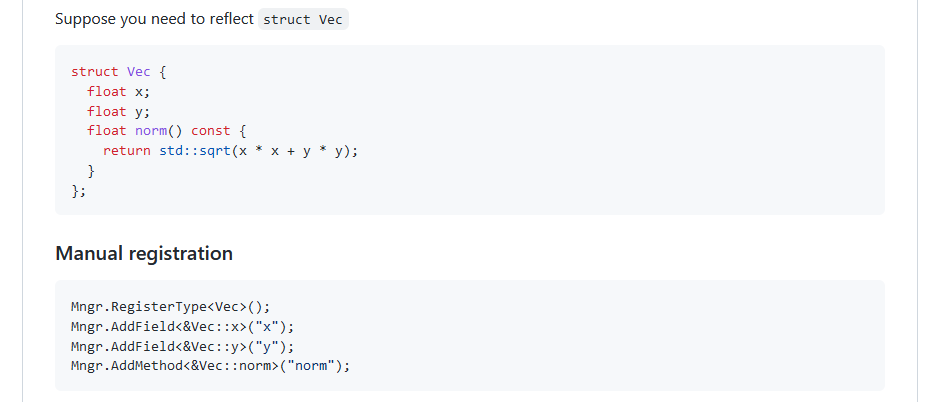 Suppose you need to reflect struct Vec
struct Vec {
  float x;
  float y;
  float norm() const {
    return std::sqrt(x * x + y * y);
  }
};
Manual registration
Mngr.RegisterType<Vec>();
Mngr.AddField<&Vec::x>("x");
Mngr.AddField<&Vec::y>("y");
Mngr.AddMethod<&Vec::norm>("norm");